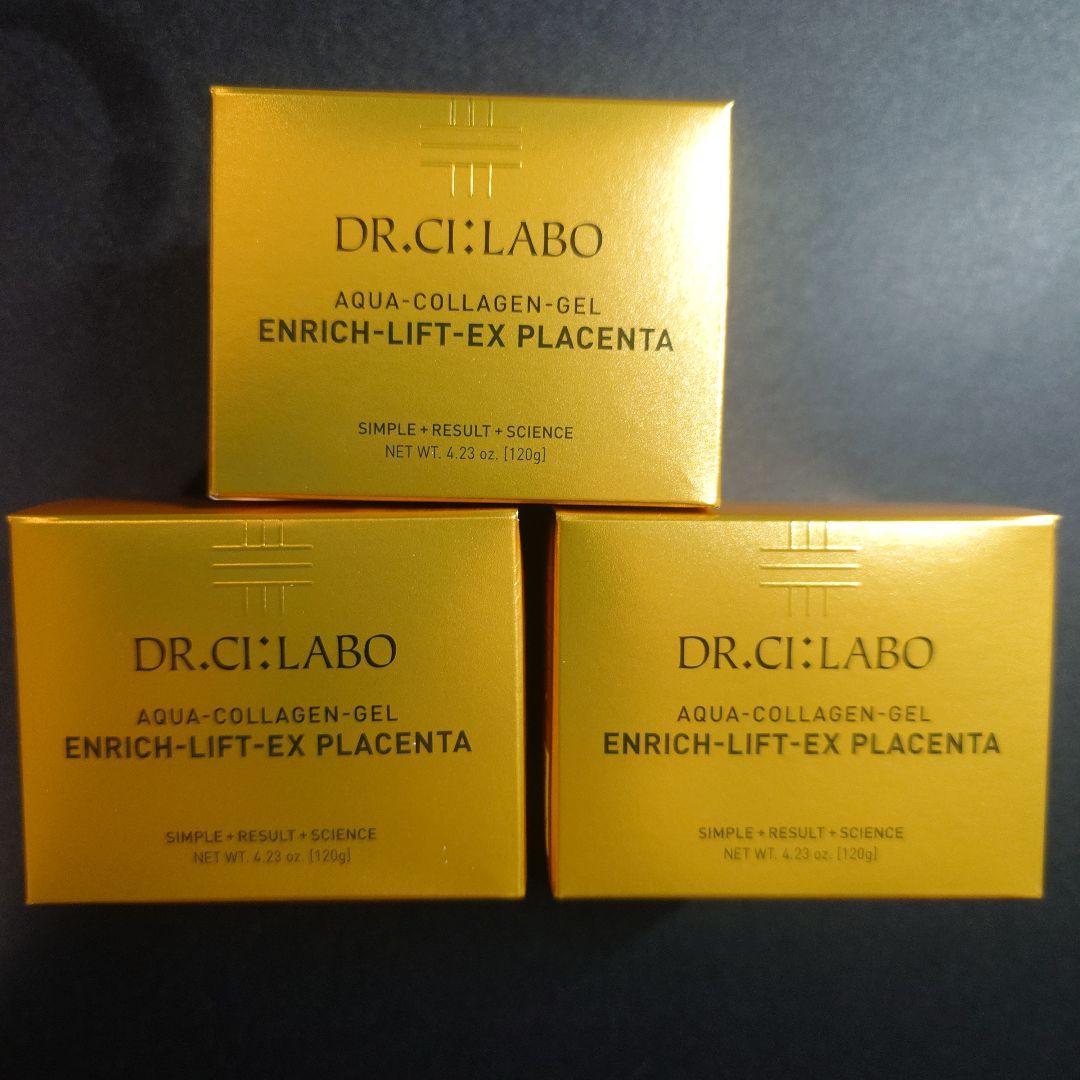 DR.CI:LABO
AQUA-COLLAGEN-GEL
ENRICH-LIFT-EX PLACENTA
SIMPLE+RESULT+SCIENCE
NET WT. 4.23 oz. [120g]
DR.CI:LABO
AQUA-COLLAGEN-GEL
ENRICH-LIFT-EX PLACENTA
SIMPLE+RESULT+SCIENCE
NET WT. 4.23 oz. [120g]
DR.CI:LABO
AQUA-COLLAGEN-GEL
ENRICH-LIFT-EX PLACENTA
SIMPLE+RESULT+SCIENCE
NET WT. 4.23 oz. [120g]